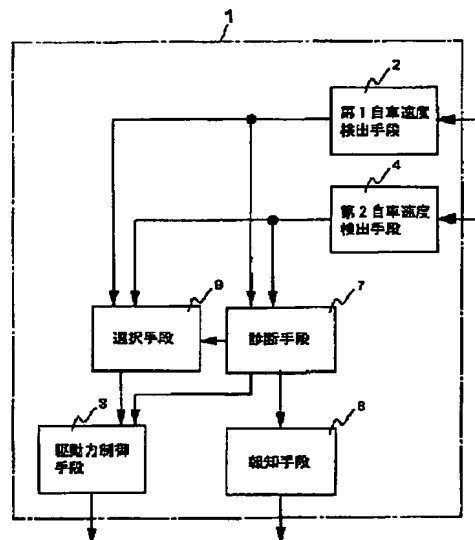 1
2
第1自車速度
検出手段
4
第2自車速度
検出手段
9
選択手段
7
診断手段
3
駆動力制御
手段
8
報知手段